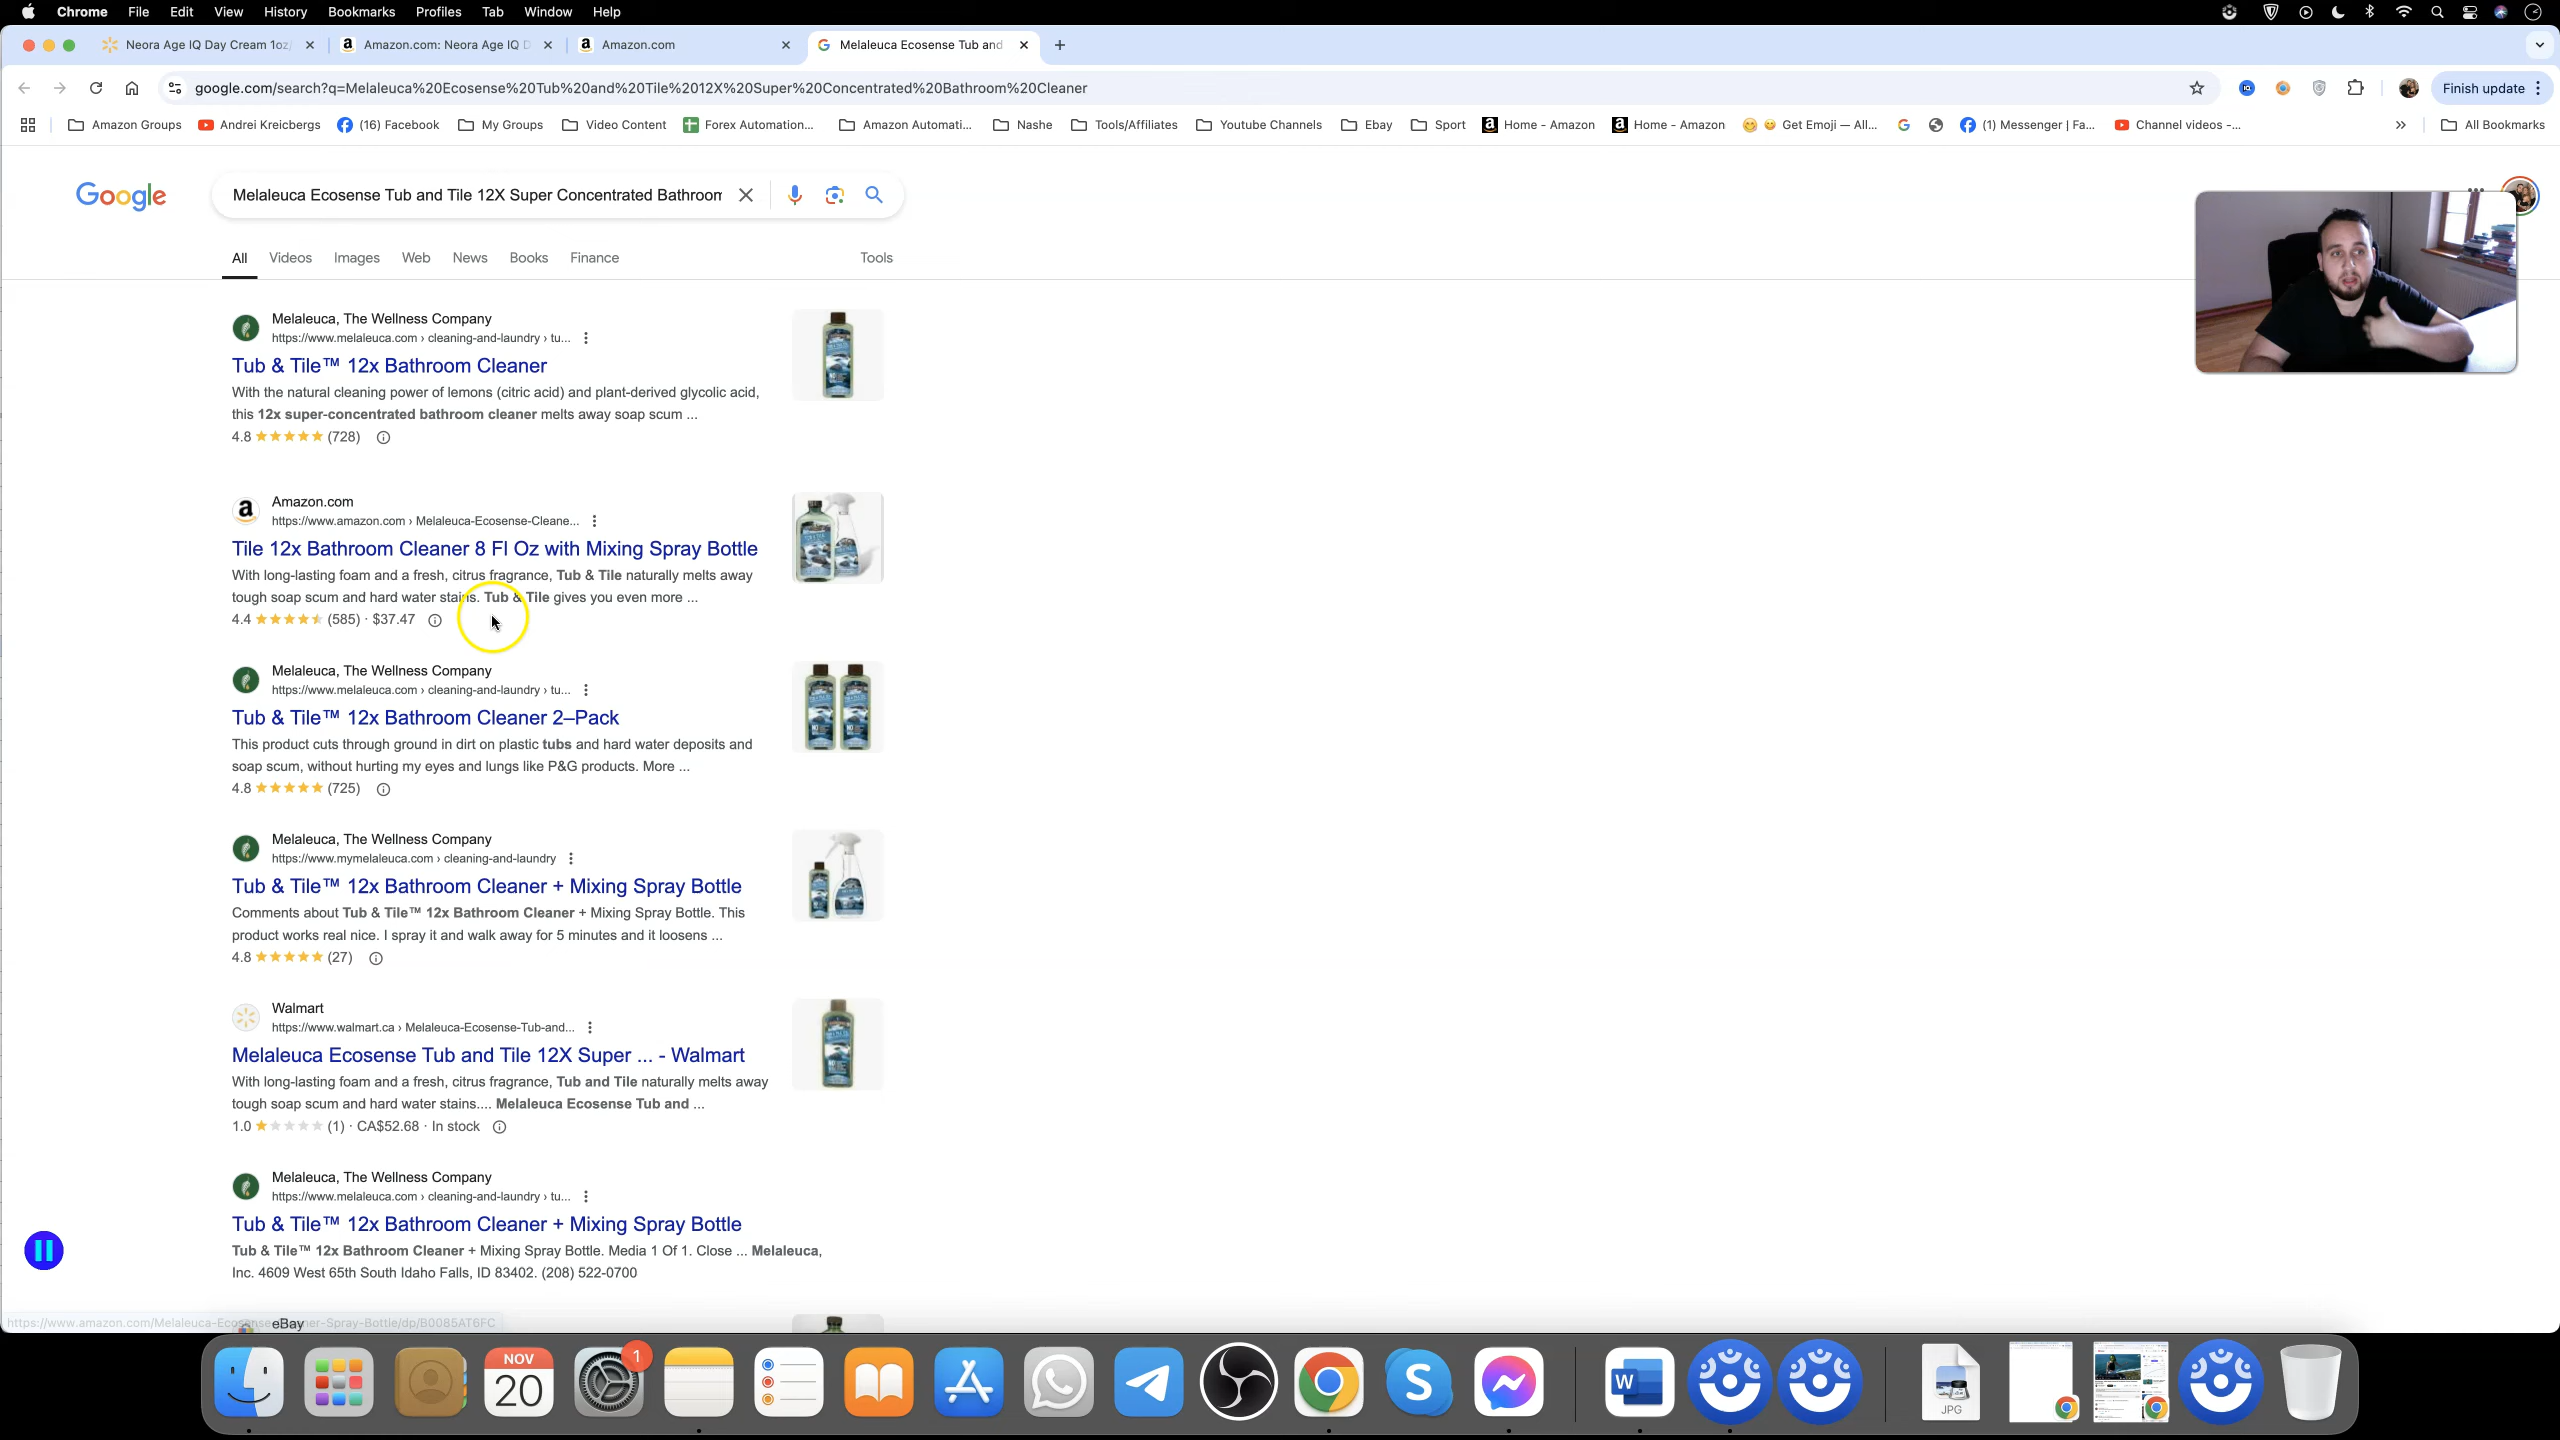 Chrome File Edit View History Bookmarks Profiles Tab Window Help
Neora Age IQ Day Cream 1oz/
Amazon.com: Neora Age IQ D
Amazon.com
Melaleuca Ecosense Tub and
google.com/search?q=Melaleuca%20Ecosense%20Tub%20and%20Tile%2012X%20Super%20Concentrated%20Bathroom%20Cleaner
Finish update
Amazon Groups
Andrei Kreicbergs
(16) Facebook
My Groups
Video Content
Forex Automation...
Amazon Automati...
Nashe
Tools/Affiliates
Youtube Channels
Ebay
Sport
Home - Amazon
Home - Amazon
Get Emoji — All...
(1) Messenger | Fa...
Channel videos -...
All Bookmarks
Google
Melaleuca Ecosense Tub and Tile 12X Super Concentrated Bathroom
All Videos Images Web News Books Finance Tools
Melaleuca, The Wellness Company
https://www.melaleuca.com › cleaning-and-laundry › tu...
Tub & Tile™ 12x Bathroom Cleaner
With the natural cleaning power of lemons (citric acid) and plant-derived glycolic acid,
this 12x super-concentrated bathroom cleaner melts away soap scum ...
4.8 (728)
Amazon.com
https://www.amazon.com › Melaleuca-Ecosense-Cleane...
Tile 12x Bathroom Cleaner 8 Fl Oz with Mixing Spray Bottle
With long-lasting foam and a fresh, citrus fragrance, Tub & Tile naturally melts away
tough soap scum and hard water stains. Tub & Tile gives you even more ...
4.4 (585) · $37.47
Melaleuca, The Wellness Company
https://www.melaleuca.com › cleaning-and-laundry › tu...
Tub & Tile™ 12x Bathroom Cleaner 2–Pack
This product cuts through ground in dirt on plastic tubs and hard water deposits and
soap scum, without hurting my eyes and lungs like P&G products. More ...
4.8 (725)
Melaleuca, The Wellness Company
https://www.mymelaleuca.com › cleaning-and-laundry
Tub & Tile™ 12x Bathroom Cleaner + Mixing Spray Bottle
Comments about Tub & Tile™ 12x Bathroom Cleaner + Mixing Spray Bottle. This
product works real nice. I spray it and walk away for 5 minutes and it loosens ...
4.8 (27)
Walmart
https://www.walmart.ca › Melaleuca-Ecosense-Tub-and...
Melaleuca Ecosense Tub and Tile 12X Super ... - Walmart
With long-lasting foam and a fresh, citrus fragrance, Tub and Tile naturally melts away
tough soap scum and hard water stains.... Melaleuca Ecosense Tub and ...
1.0 (1) · CA$52.68 · In stock
Melaleuca, The Wellness Company
https://www.melaleuca.com › cleaning-and-laundry › tu...
Tub & Tile™ 12x Bathroom Cleaner + Mixing Spray Bottle
Tub & Tile™ 12x Bathroom Cleaner + Mixing Spray Bottle. Media 1 Of 1. Close ... Melaleuca,
Inc. 4609 West 65th South Idaho Falls, ID 83402. (208) 522-0700
eBay
NOV
20
1
W
JPG